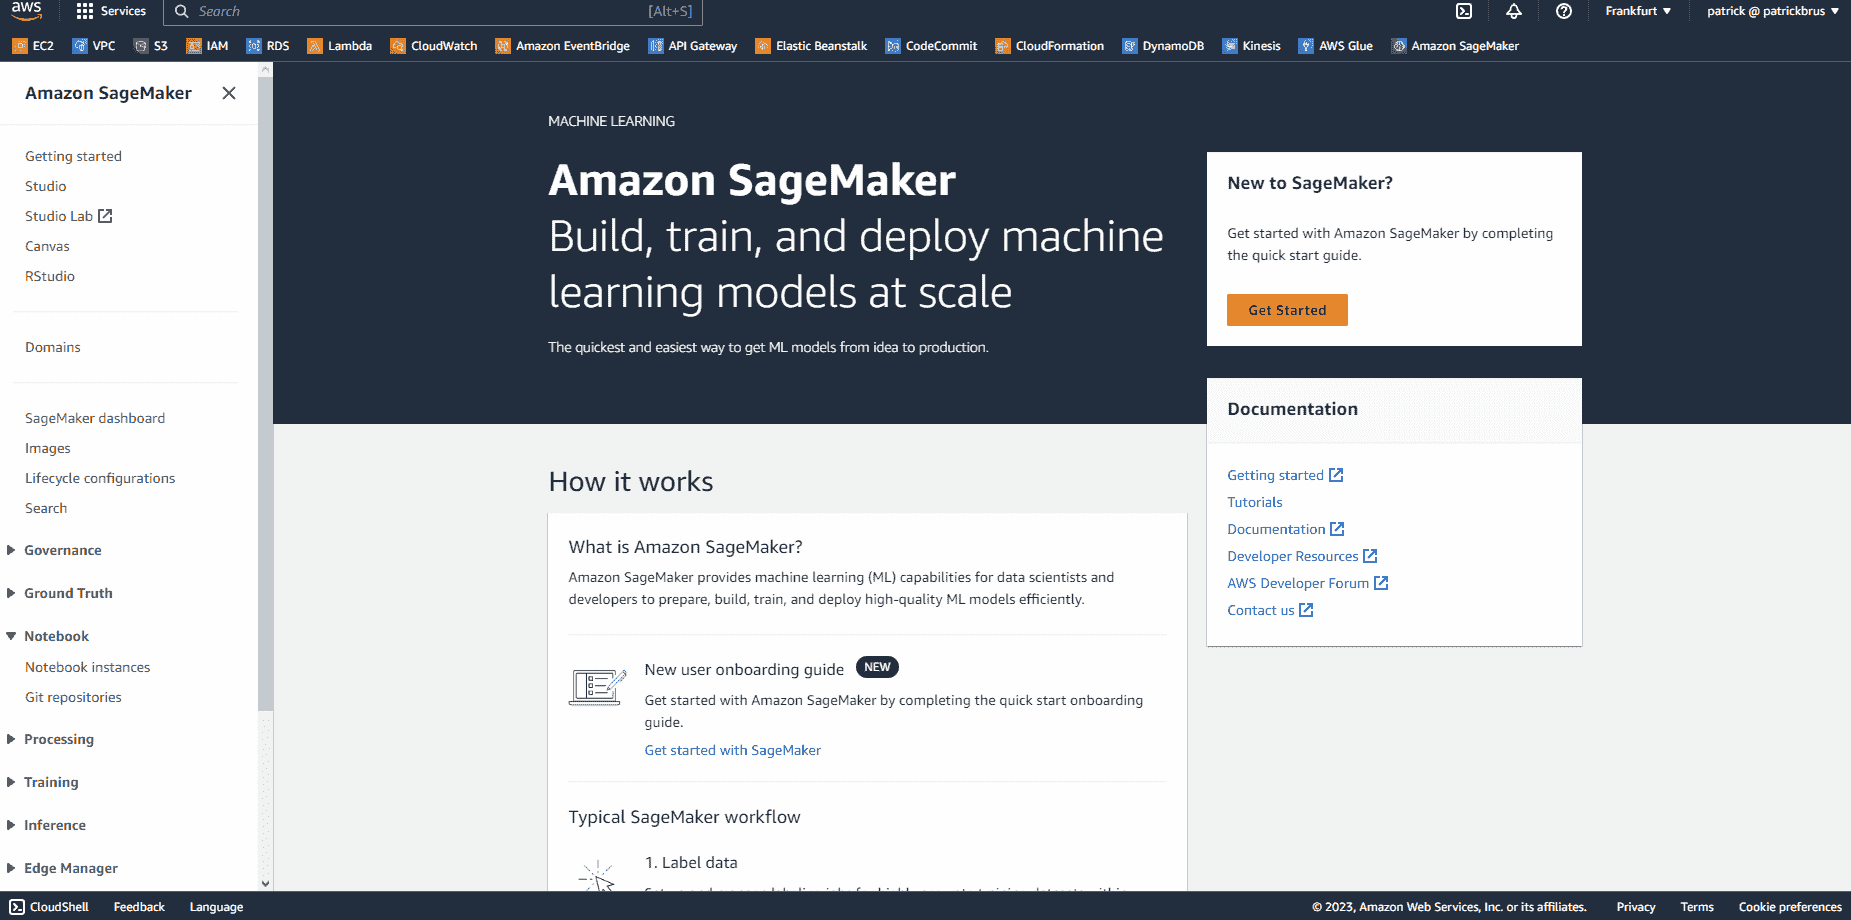 aws
Services
Search
[Alt+S]
Frankfurt
patrick @ patrickbrus
EC2
VPC
S3
IAM
RDS
Lambda
CloudWatch
Amazon EventBridge
API Gateway
Elastic Beanstalk
CodeCommit
CloudFormation
DynamoDB
Kinesis
AWS Glue
Amazon SageMaker
Amazon SageMaker
Getting started
Studio
Studio Lab
Canvas
RStudio
Domains
SageMaker dashboard
Images
Lifecycle configurations
Search
Governance
Ground Truth
Notebook
Notebook instances
Git repositories
Processing
Training
Inference
Edge Manager
MACHINE LEARNING
Amazon SageMaker
Build, train, and deploy machine
learning models at scale
The quickest and easiest way to get ML models from idea to production.
New to SageMaker?
Get started with Amazon SageMaker by completing
the quick start guide.
Get Started
Documentation
Getting started
Tutorials
Documentation
Developer Resources
AWS Developer Forum
Contact us
How it works
What is Amazon SageMaker?
Amazon SageMaker provides machine learning (ML) capabilities for data scientists and
developers to prepare, build, train, and deploy high-quality ML models efficiently.
New user onboarding guide NEW
Get started with Amazon SageMaker by completing the quick start onboarding
guide.
Get started with SageMaker
Typical SageMaker workflow
1. Label data
CloudShell
Feedback
Language
© 2023, Amazon Web Services, Inc. or its affiliates.
Privacy
Terms
Cookie preferences